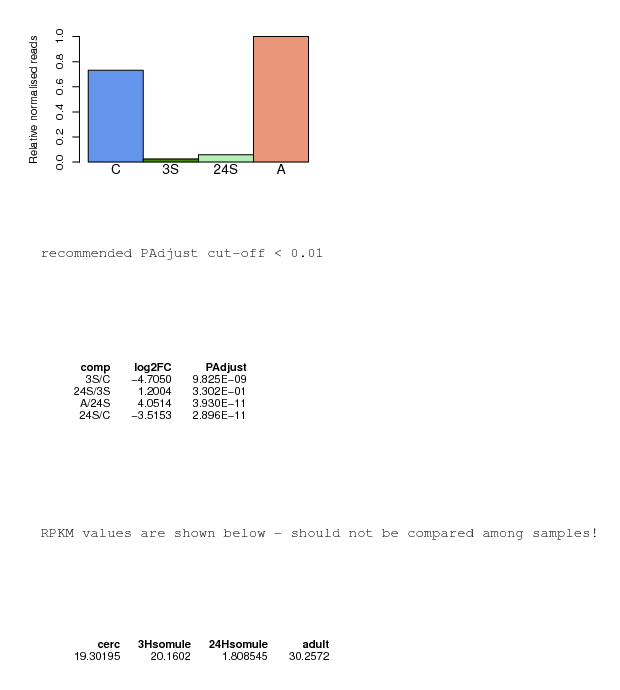 Relative normalised reads
1.0
0.8
0.6
0.4
0.2
0.0
C 3S 24S A
recommended PAdjust cut-off < 0.01
comp log2FC PAdjust
3S/C −4.7050 9.825E−09
24S/3S 1.2004 3.302E−01
A/24S 4.0514 3.930E−11
24S/C −3.5153 2.896E−11
RPKM values are shown below - should not be compared among samples!
cerc 3Hsomule 24Hsomule adult
19.30195 20.1602 1.808545 30.2572